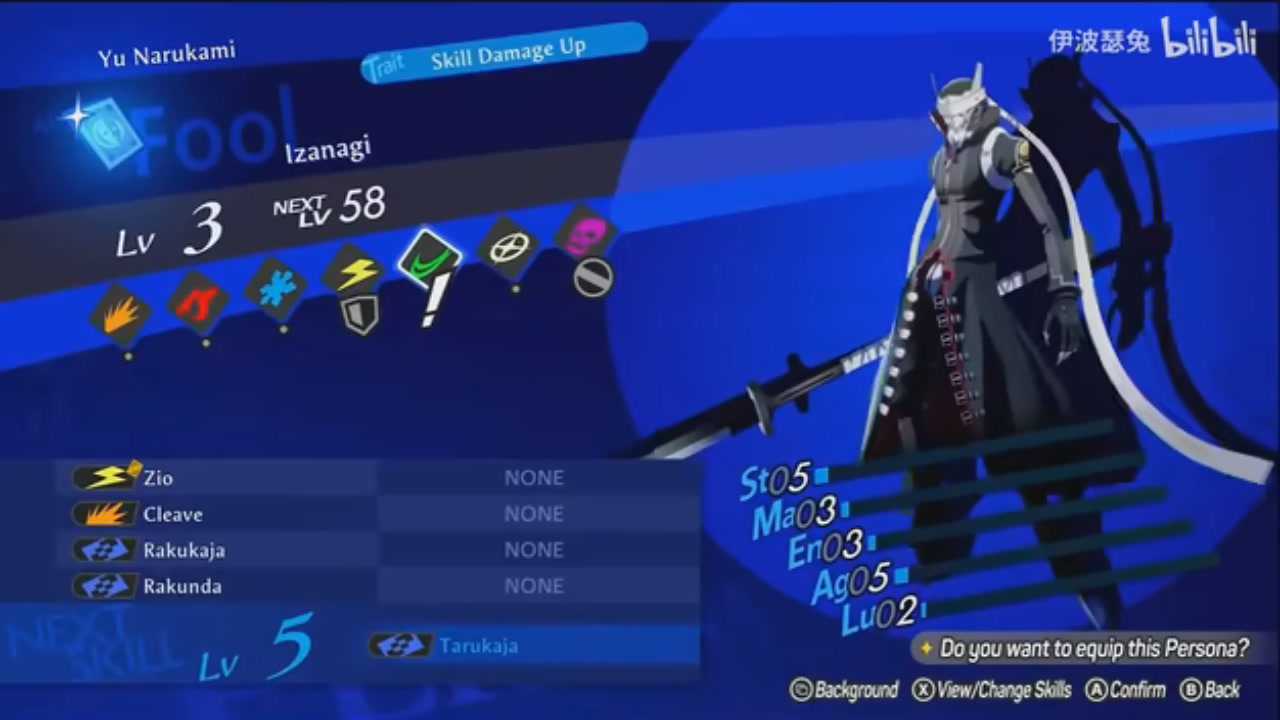 Yu Narukami
Trait Skill Damage Up
伊波瑟兔 bilibili
Fool
Izanagi
Lv 3 NEXT LV 58
Zio NONE
Cleave NONE
Rakukaja NONE
Rakunda NONE
NEXT SKILL Lv 5 Tarukaja
St 05
Ma 03
En 03
Ag 05
Lu 02
Do you want to equip this Persona?
Background X View/Change Skills A Confirm B Back